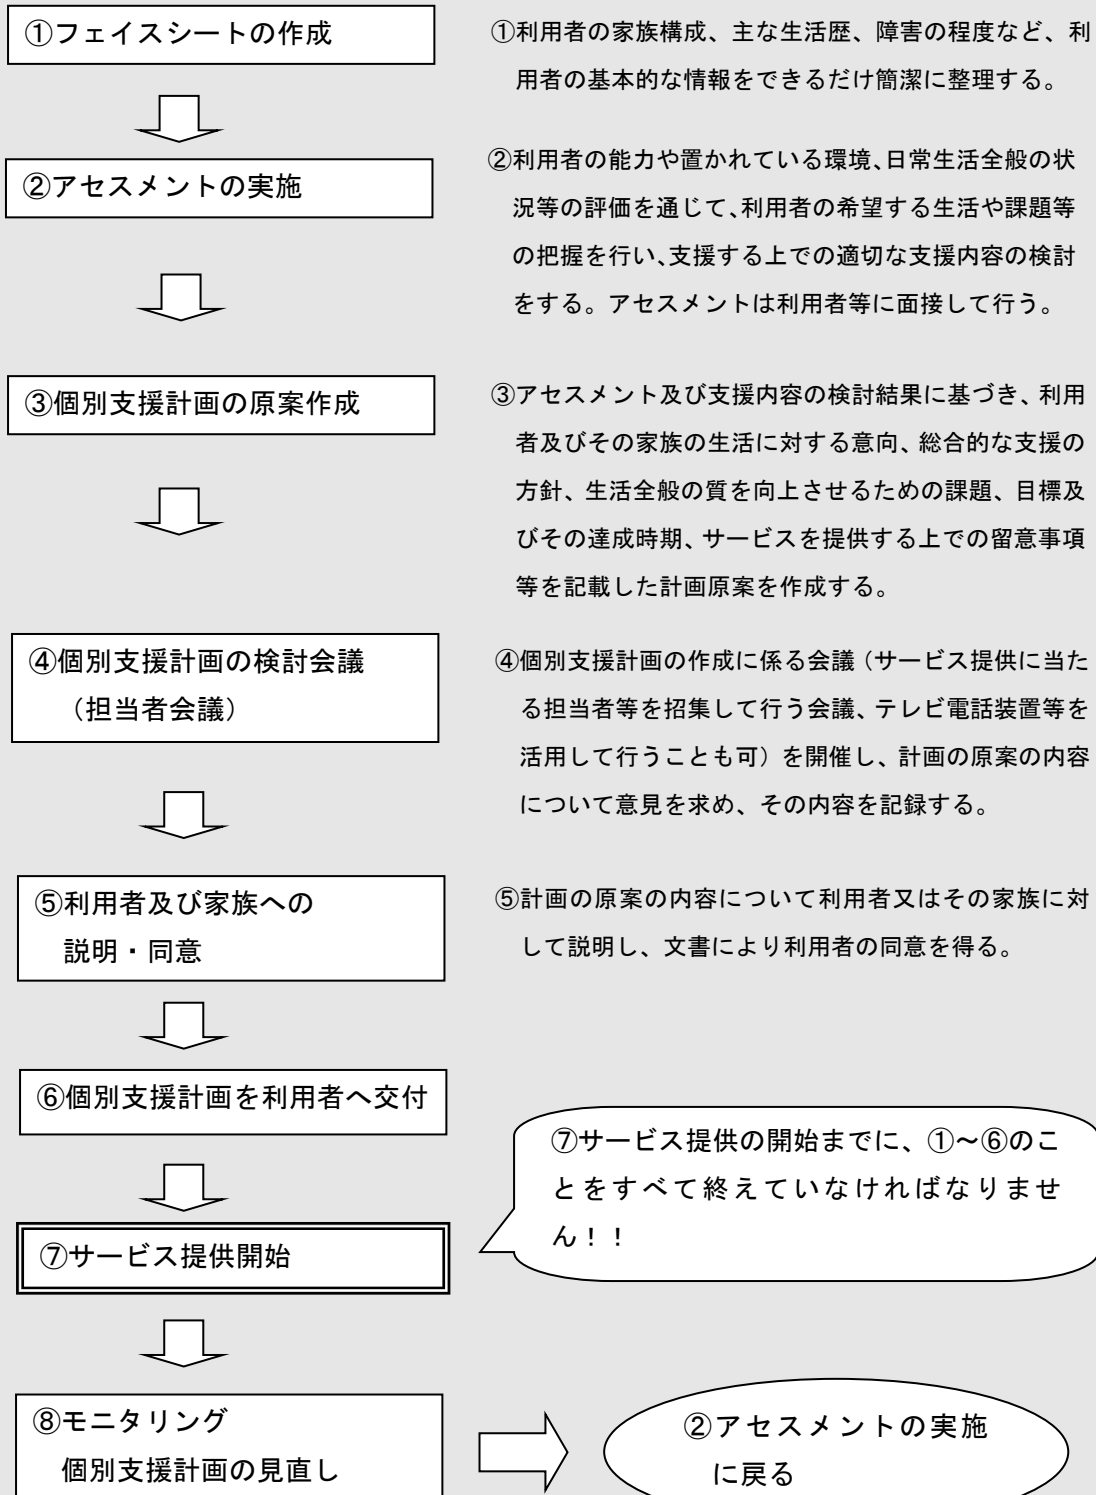 ①フェイスシートの作成
①利用者の家族構成、主な生活歴、障害の程度など、利
用者の基本的な情報をできるだけ簡潔に整理する。
②アセスメントの実施
②利用者の能力や置かれている環境、日常生活全般の状
況等の評価を通じて、利用者の希望する生活や課題等
の把握を行い、支援する上での適切な支援内容の検討
をする。アセスメントは利用者等に面接して行う。
③個別支援計画の原案作成
③アセスメント及び支援内容の検討結果に基づき、利用
者及びその家族の生活に対する意向、総合的な支援の
方針、生活全般の質を向上させるための課題、目標及
びその達成時期、サービスを提供する上での留意事項
等を記載した計画原案を作成する。
④個別支援計画の検討会議
（担当者会議）
④個別支援計画の作成に係る会議（サービス提供に当た
る担当者等を招集して行う会議、テレビ電話装置等を
活用して行うことも可）を開催し、計画の原案の内容
について意見を求め、その内容を記録する。
⑤利用者及び家族への
説明・同意
⑤計画の原案の内容について利用者又はその家族に対
して説明し、文書により利用者の同意を得る。
⑥個別支援計画を利用者へ交付
⑦サービス提供の開始までに、①～⑥のこ
とをすべて終えていなければなりませ
ん！！
⑦サービス提供開始
⑧モニタリング
個別支援計画の見直し
②アセスメントの実施
に戻る